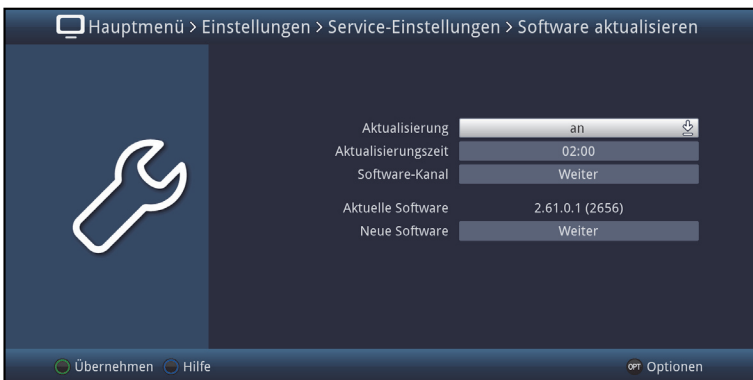 Hauptmenü > Einstellungen > Service-Einstellungen > Software aktualisieren
Aktualisierung an
Aktualisierungszeit 02:00
Software-Kanal Weiter
Aktuelle Software 2.61.0.1 (2656)
Neue Software Weiter
Übernehmen Hilfe OPT Optionen